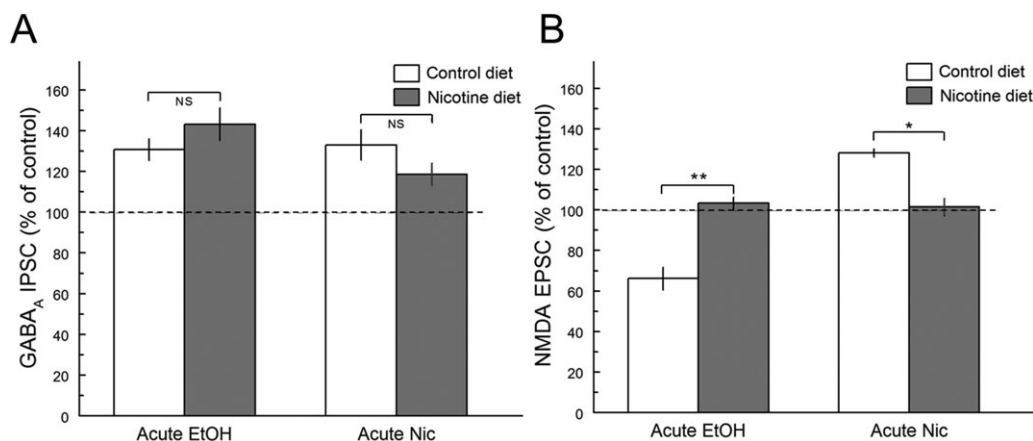 A
GABA_A IPSC (% of control)
160
140
120
100
80
60
40
20
0
Control diet
Nicotine diet
NS
NS
Acute EtOH
Acute Nic
B
NMDA EPSC (% of control)
160
140
120
100
80
60
40
20
0
Control diet
Nicotine diet
**
*
Acute EtOH
Acute Nic